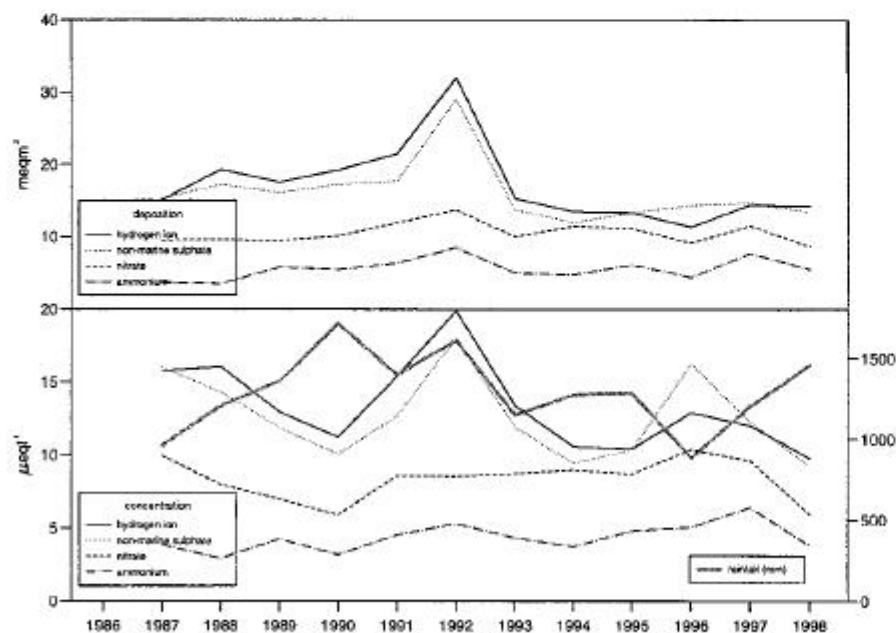 40
30
20
10
meqm²
deposition
hydrogen ion
non-marine sulphate
nitrate
ammonium
20
15
10
5
0
µeql⁻¹
1500
1000
500
0
concentration
hydrogen ion
non-marine sulphate
nitrate
ammonium
rainfall (mm)
1986 1987 1988 1989 1990 1991 1992 1993 1994 1995 1996 1997 1998